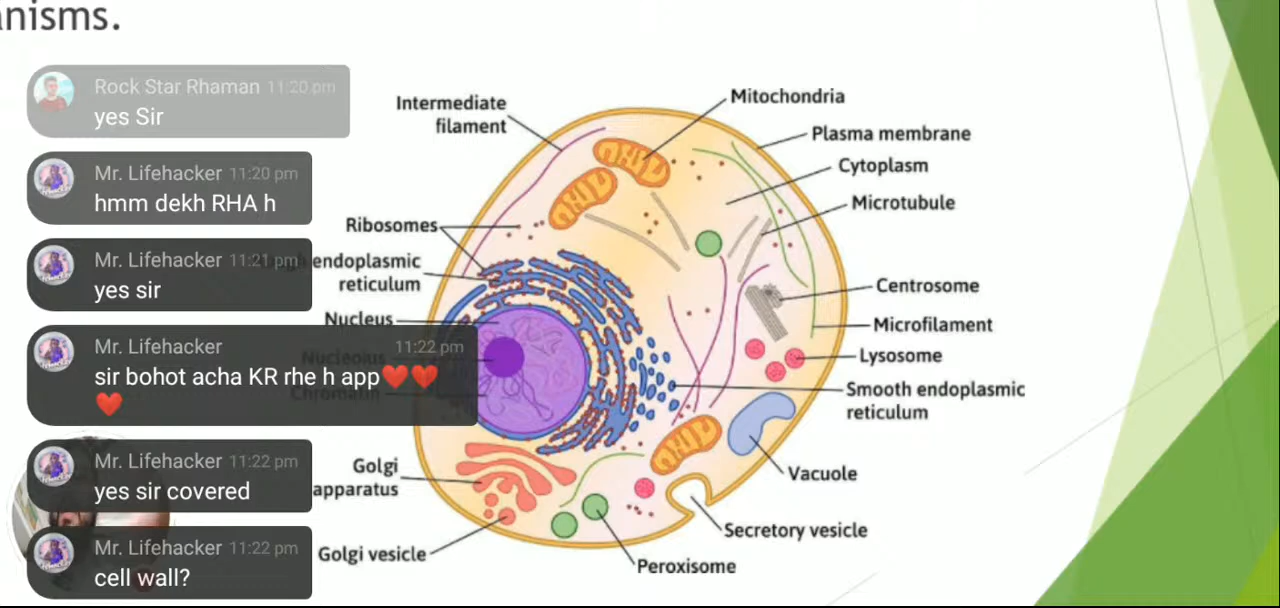 nisms.
Rock Star Rhaman 11:20 pm
yes Sir
Mr. Lifehacker 11:20 pm
hmm dekh RHA h
Mr. Lifehacker 11:21 pm
yes sir
Mr. Lifehacker 11:22 pm
sir bohot acha KR rhe h app❤️❤️
❤️
Mr. Lifehacker 11:22 pm
yes sir covered
Mr. Lifehacker 11:22 pm
cell wall?
Intermediate
filament
Ribosomes
endoplasmic
reticulum
Nucleus
Nucleolus
Chromatin
Golgi
apparatus
Golgi vesicle
Mitochondria
Plasma membrane
Cytoplasm
Microtubule
Centrosome
Microfilament
Lysosome
Smooth endoplasmic
reticulum
Vacuole
Secretory vesicle
Peroxisome